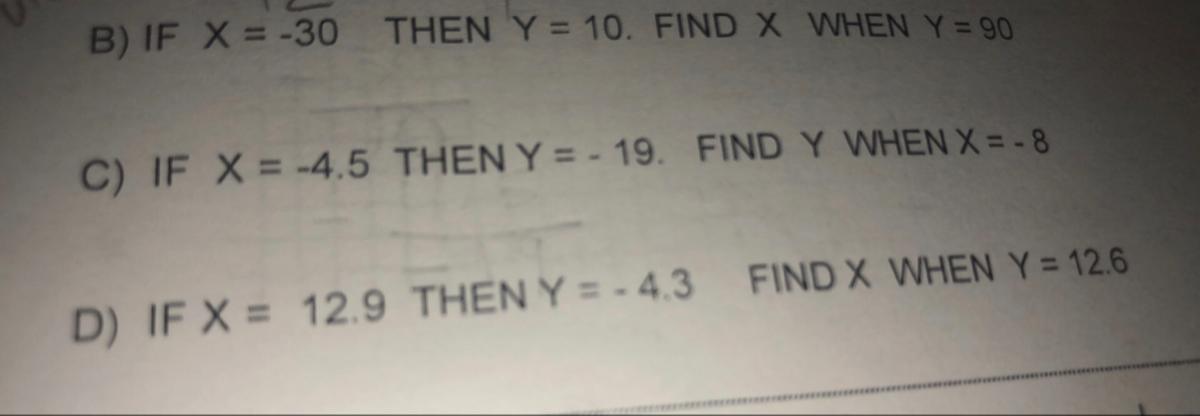 B) IF X = -30 THEN Y = 10. FIND X WHEN Y = 90
C) IF X = -4.5 THEN Y = - 19. FIND Y WHEN X = - 8
D) IF X = 12.9 THEN Y = - 4.3 FIND X WHEN Y = 12.6